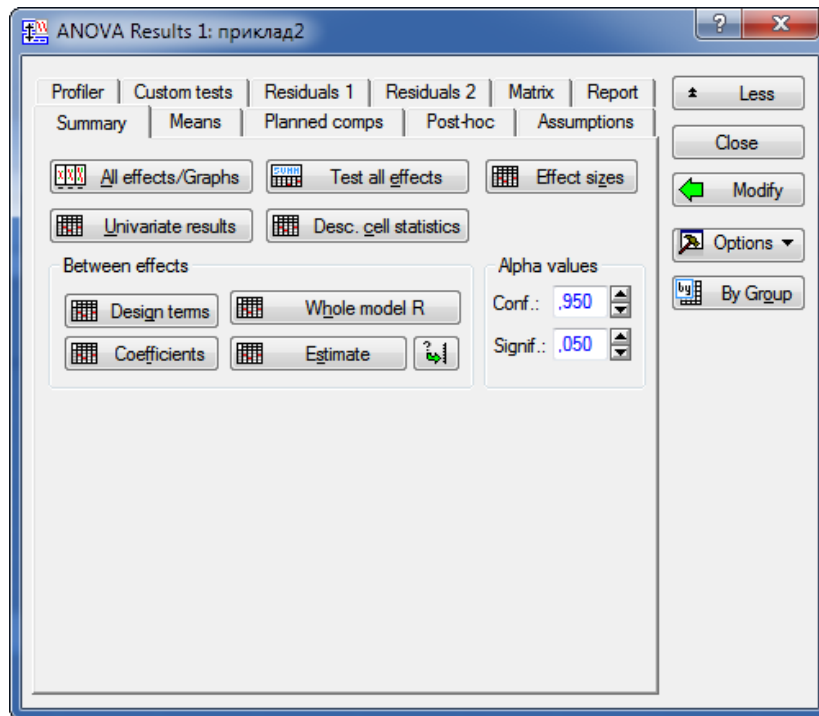 ANOVA Results 1: приклад2
?
Profiler Custom tests Residuals 1 Residuals 2 Matrix Report
Summary Means Planned comps Post-hoc Assumptions
Less
Close
Modify
Options
By Group
All effects/Graphs Test all effects Effect sizes
Univariate results Desc. cell statistics
Between effects
Design terms Whole model R
Coefficients Estimate
Alpha values
Conf.: ,950
Signif.: ,050